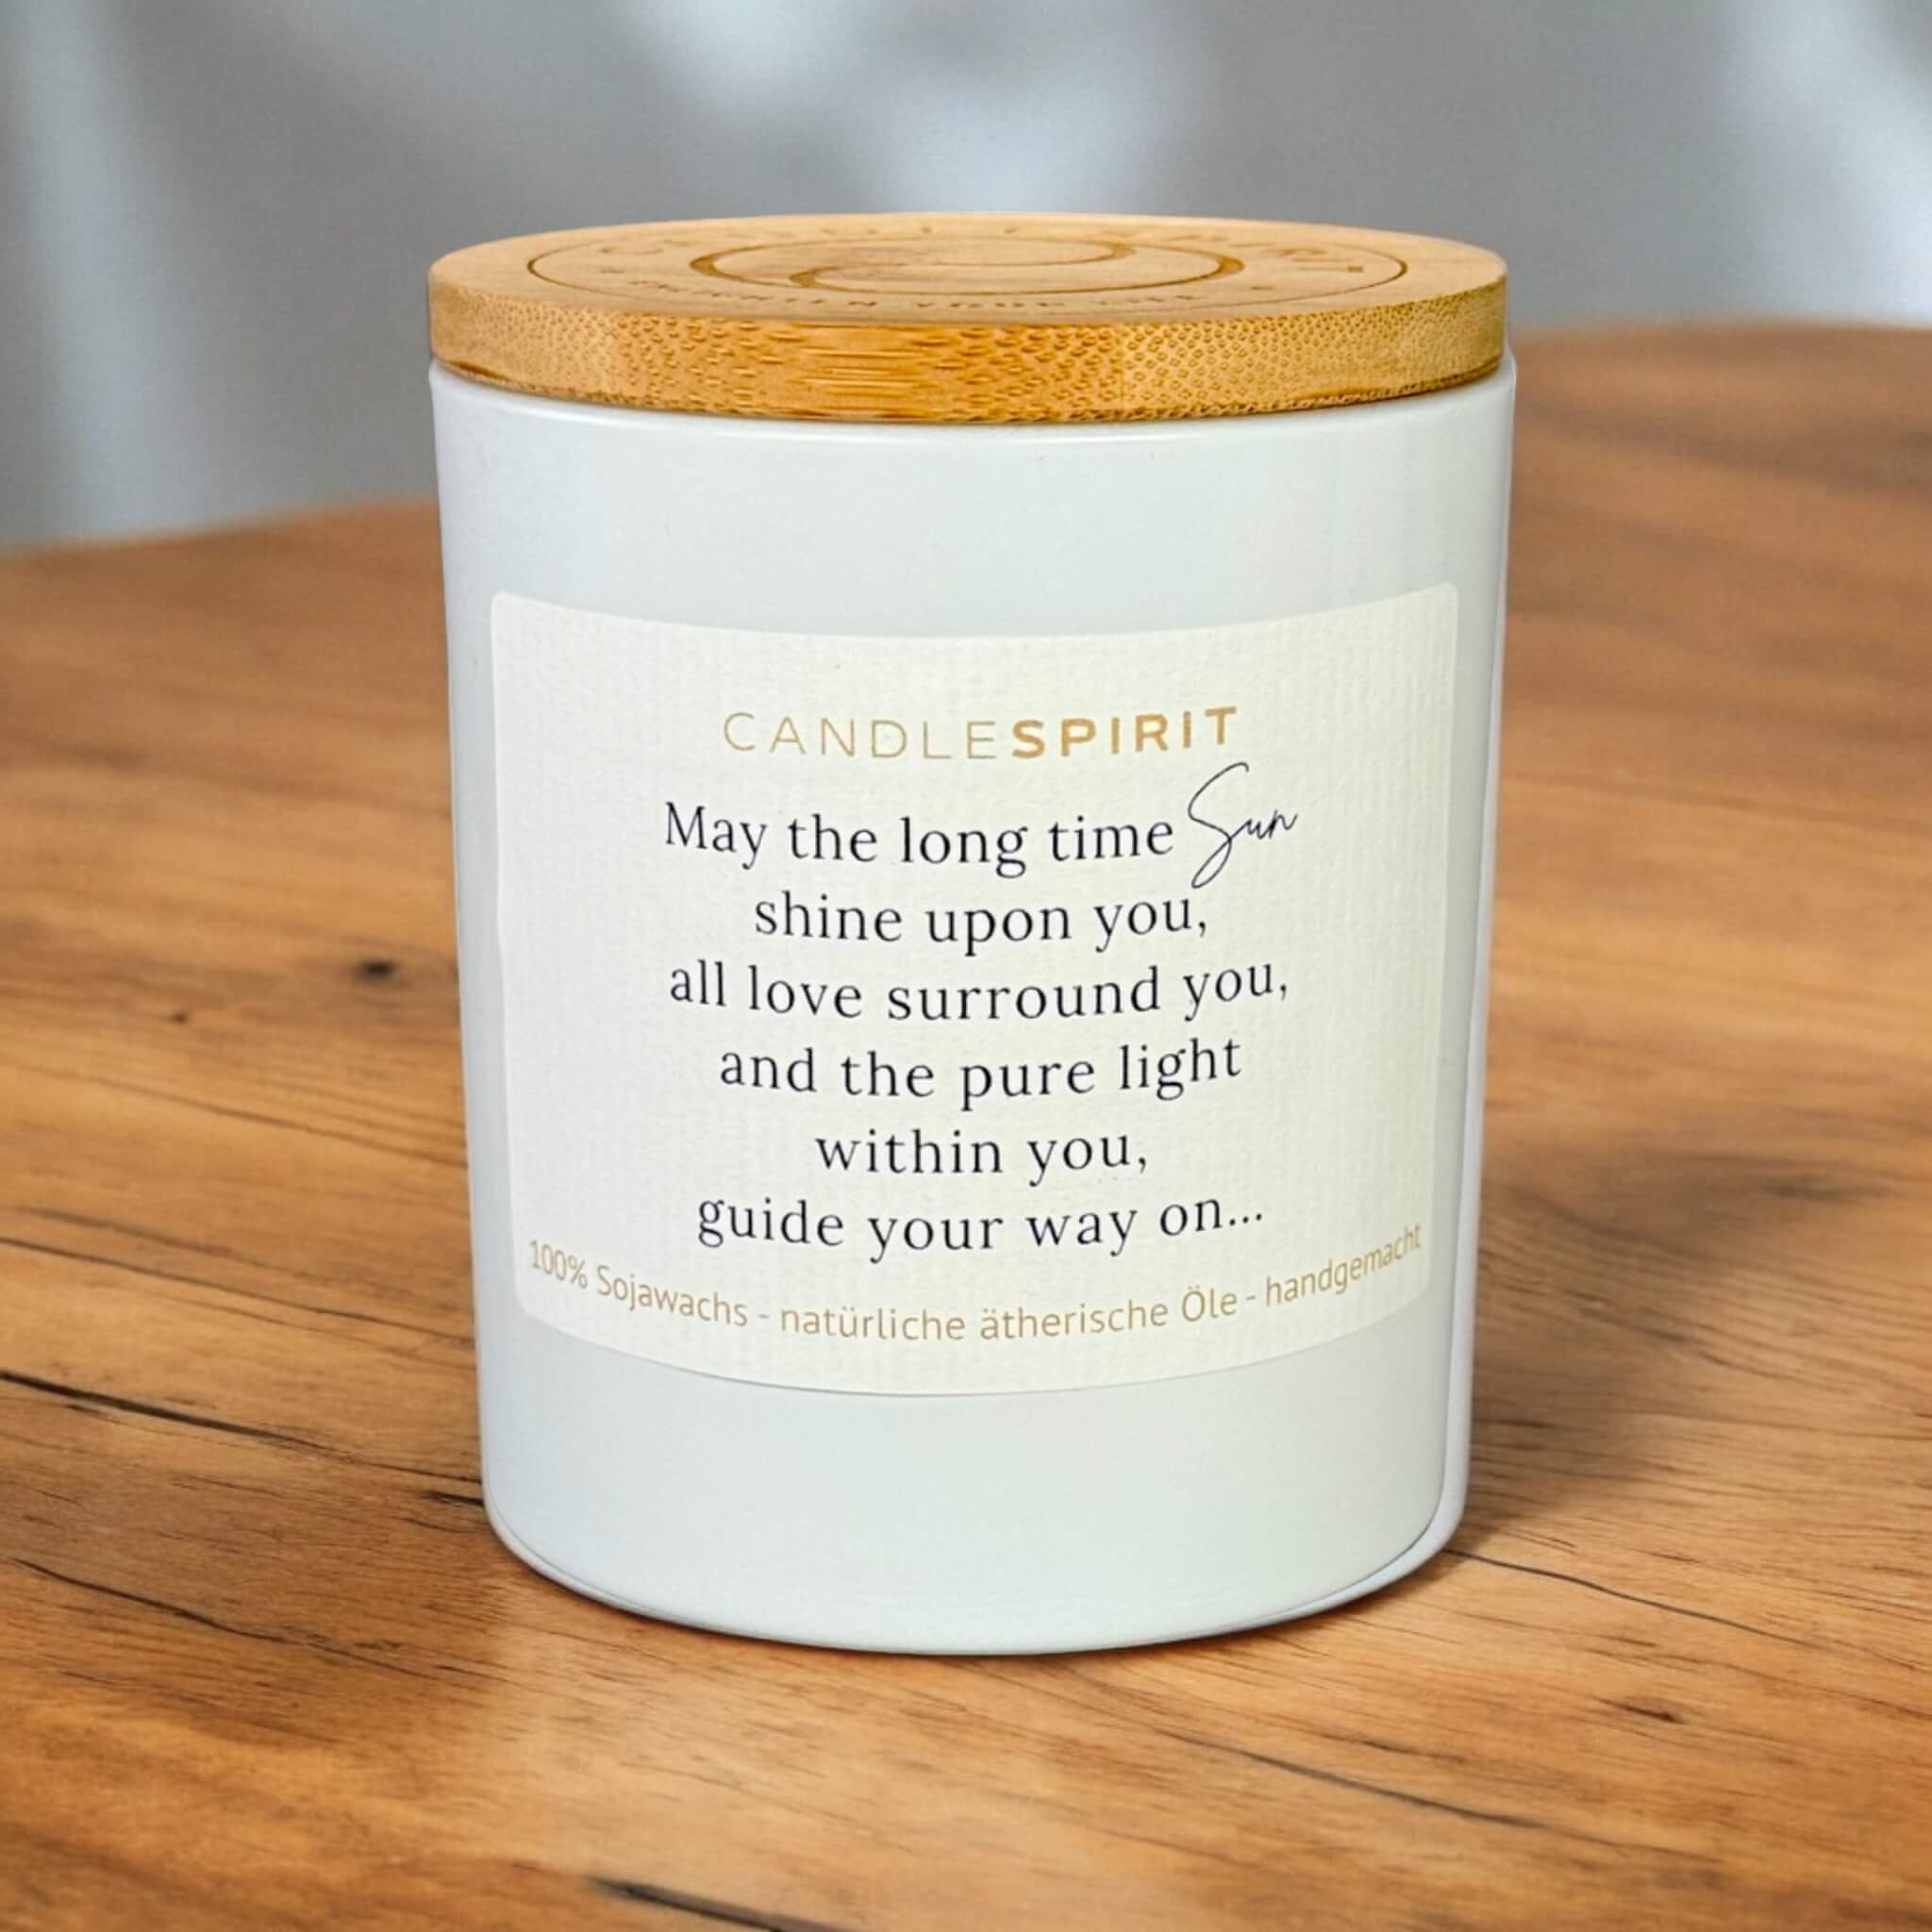 CANDLESPIRIT
May the long time Sun
shine upon you,
all love surround you,
and the pure light
within you,
guide your way on...
100% Sojawachs - natürliche ätherische Öle - handgemacht